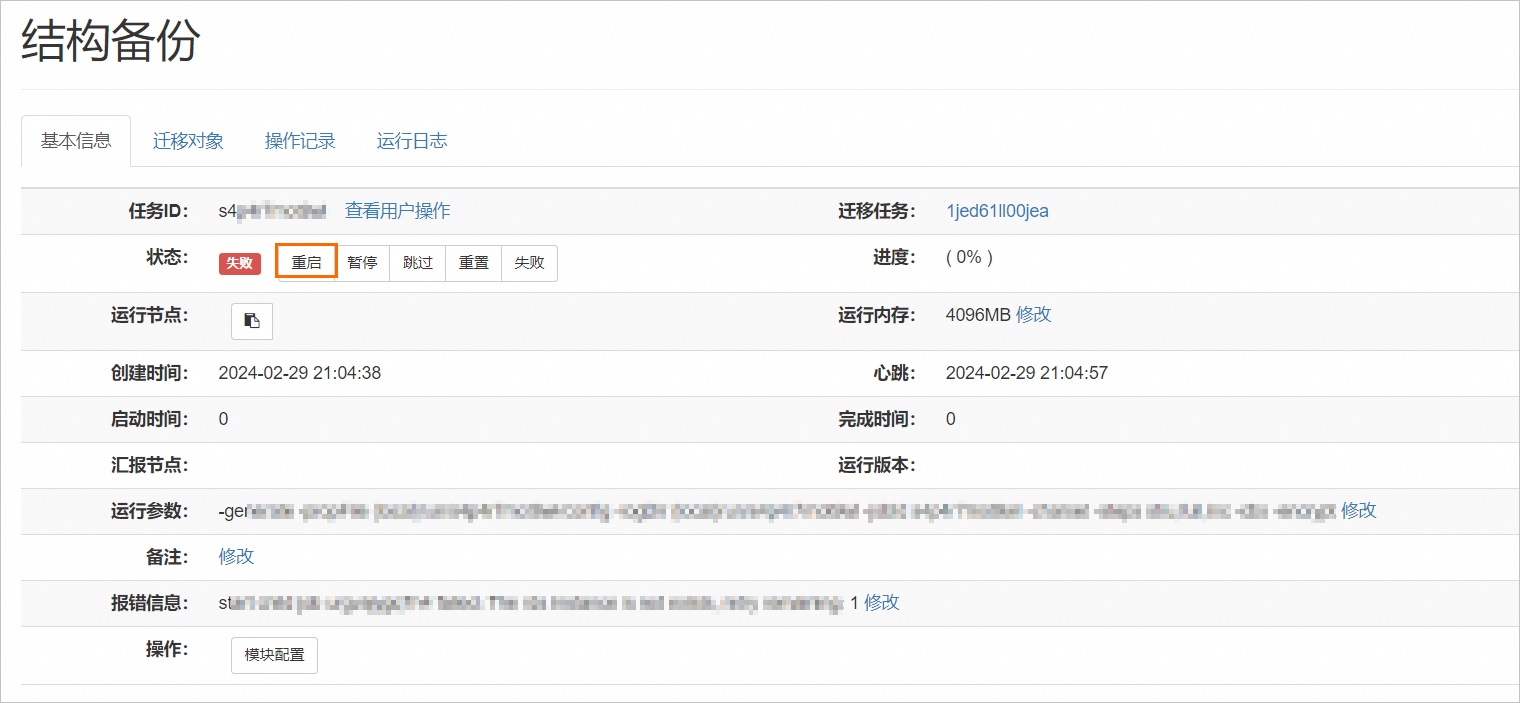 结构备份
基本信息 迁移对象 操作记录 运行日志
任务ID: s4 查看用户操作 迁移任务: 1jed61ll00jea
状态: 失败 重启 暂停 跳过 重置 失败 进度: ( 0% )
运行节点: 运行内存: 4096MB 修改
创建时间: 2024-02-29 21:04:38 心跳: 2024-02-29 21:04:57
启动时间: 0 完成时间: 0
汇报节点: 运行版本:
运行参数: 修改
备注: 修改
报错信息: 1 修改
操作: 模块配置